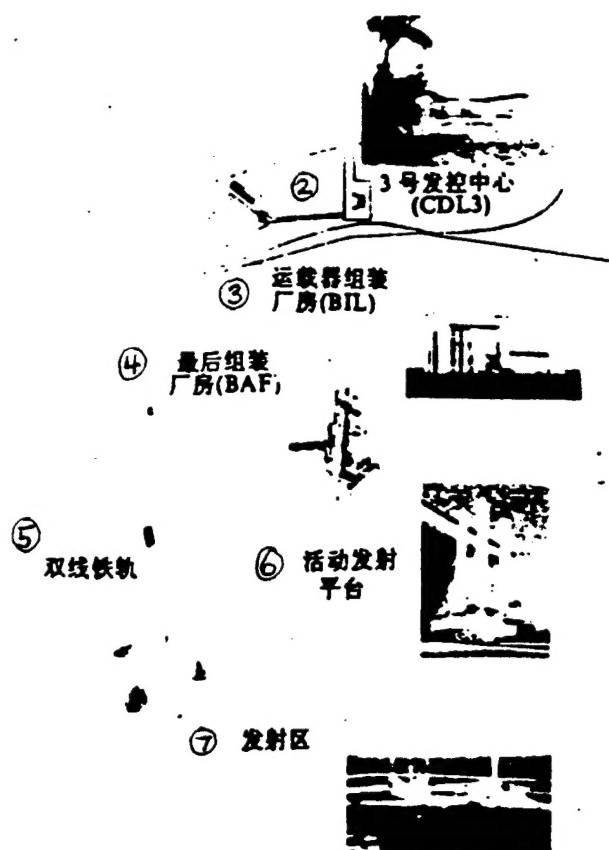 ②
3号发控中心
(CDL3)
③
运载器组装
厂房(BIL)
④
最后组装
厂房(BAF)
⑤
双线铁轨
⑥
活动发射
平台
⑦
发射区